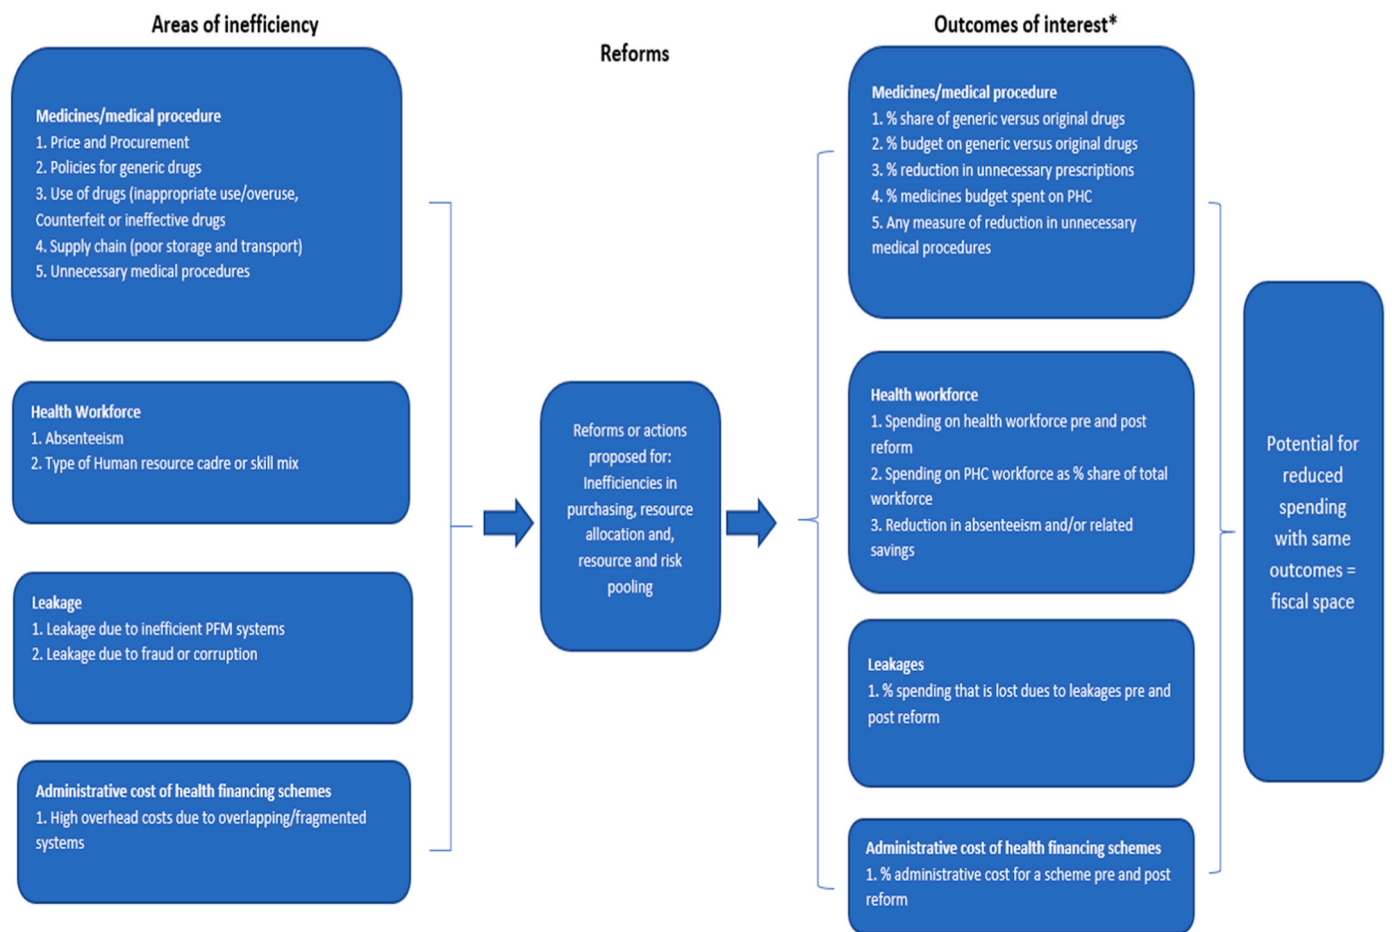 Areas of inefficiency
Medicines/medical procedure
1. Price and Procurement
2. Policies for generic drugs
3. Use of drugs (inappropriate use/overuse,
Counterfeit or ineffective drugs
4. Supply chain (poor storage and transport)
5. Unnecessary medical procedures
Health Workforce
1. Absenteeism
2. Type of Human resource cadre or skill mix
Leakage
1. Leakage due to inefficient PFM systems
2. Leakage due to fraud or corruption
Administrative cost of health financing schemes
1. High overhead costs due to overlapping/fragmented
systems
Reforms
Reforms or actions
proposed for:
Inefficiencies in
purchasing, resource
allocation and,
resource and risk
pooling
Outcomes of interest*
Medicines/medical procedure
1. % share of generic versus original drugs
2. % budget on generic versus original drugs
3. % reduction in unnecessary prescriptions
4. % medicines budget spent on PHC
5. Any measure of reduction in unnecessary
medical procedures
Health workforce
1. Spending on health workforce pre and post
reform
2. Spending on PHC workforce as % share of total
workforce
3. Reduction in absenteeism and/or related
savings
Leakages
1. % spending that is lost dues to leakages pre and
post reform
Administrative cost of health financing schemes
1. % administrative cost for a scheme pre and post
reform
Potential for
reduced
spending
with same
outcomes =
fiscal space